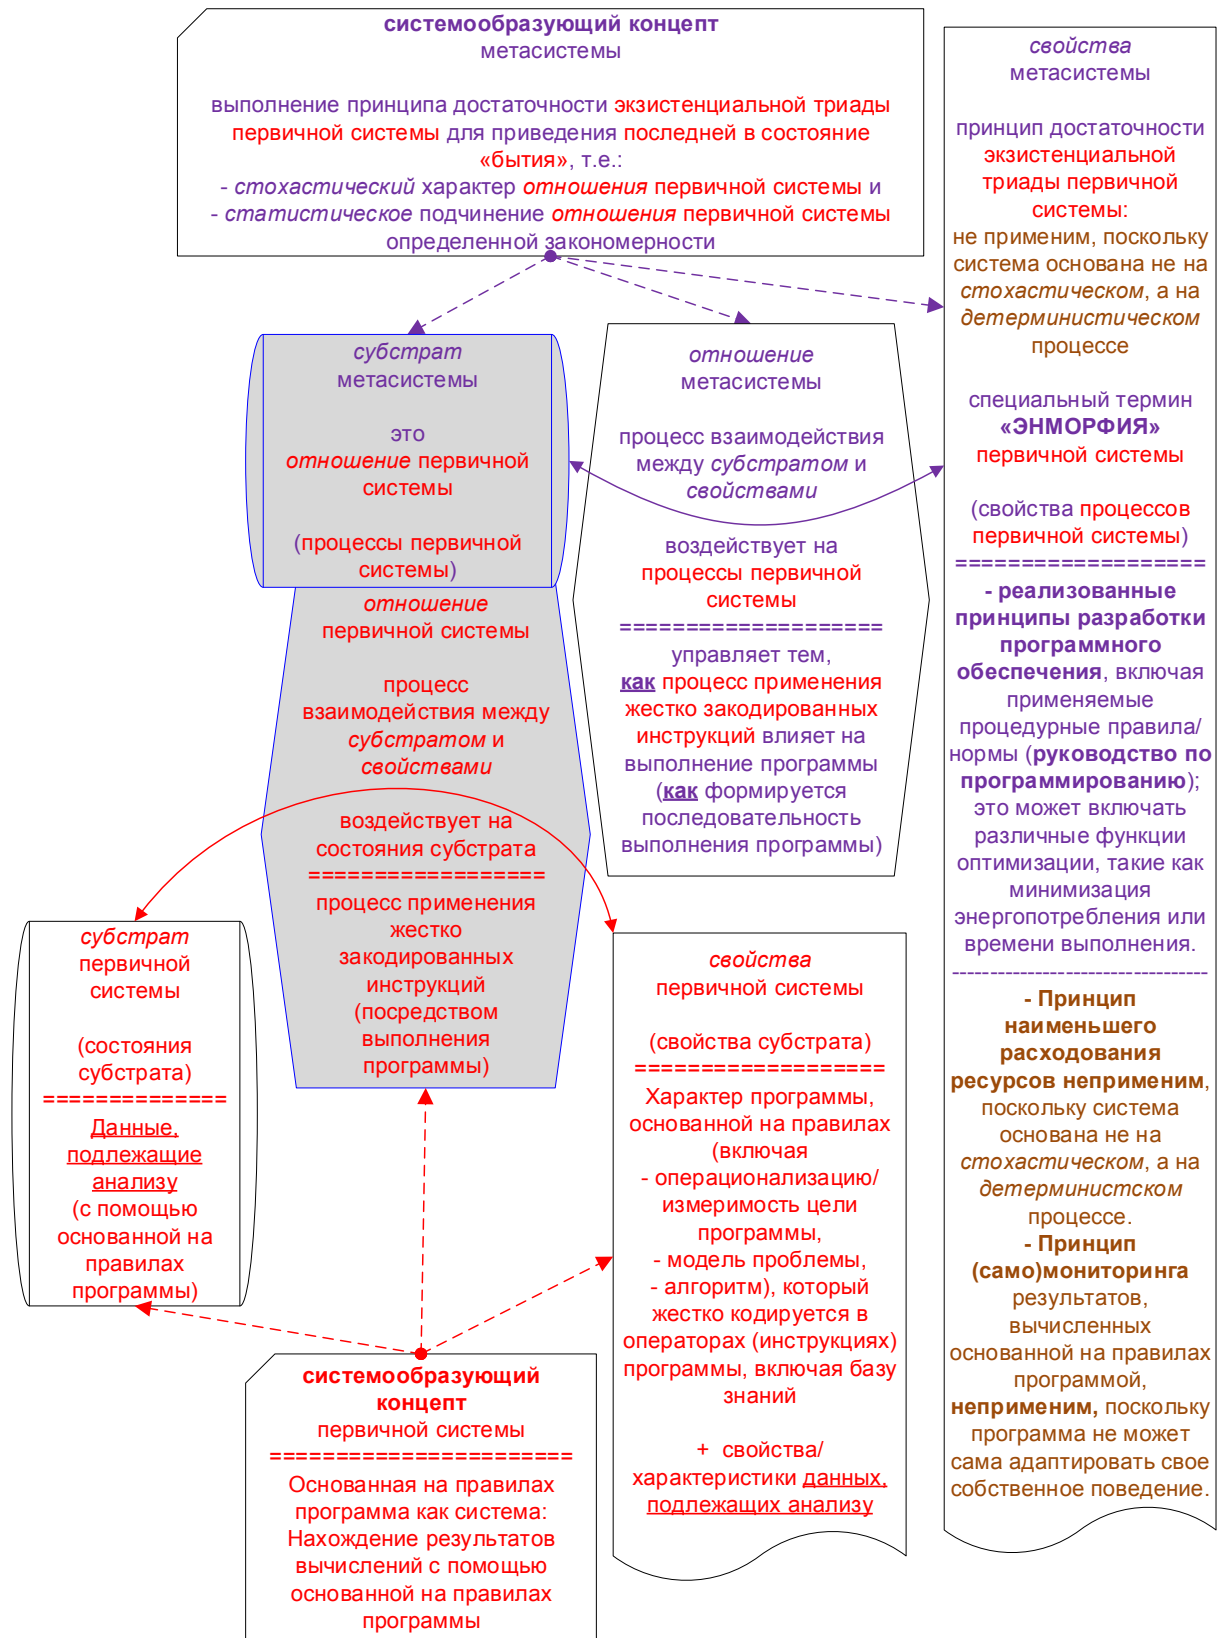 системообразующий концепт
метасистемы
выполнение принципа достаточности экзистенциальной триады
первичной системы для приведения последней в состояние
«бытия», т.е.:
- стохастический характер отношения первичной системы и
- статистическое подчинение отношения первичной системы
определенной закономерности
свойства
метасистемы
принцип достаточности
экзистенциальной
триады первичной
системы:
не применим, поскольку
система основана не на
стохастическом, а на
детерминистическом
процессе
специальный термин
«ЭНМОРФИЯ»
первичной системы
(свойства процессов
первичной системы)
===================
- реализованные
принципы разработки
программного
обеспечения, включая
применяемые
процедурные правила/
нормы (руководство по
программированию);
это может включать
различные функции
оптимизации, такие как
минимизация
энергопотребления или
времени выполнения.
----------------------------------
- Принцип
наименьшего
расходования
ресурсов неприменим,
поскольку система
основана не на
стохастическом, а на
детерминистском
процессе.
- Принцип
(само)мониторинга
результатов,
вычисленных
основанной на правилах
программой,
неприменим, поскольку
программа не может
сама адаптировать свое
собственное поведение.
субстрат
метасистемы
это
отношение первичной
системы
(процессы первичной
системы)
отношение
метасистемы
процесс взаимодействия
между субстратом и
свойствами
воздействует на
процессы первичной
системы
====================
управляет тем,
как процесс применения
жестко закодированных
инструкций влияет на
выполнение программы
(как формируется
последовательность
выполнения программы)
отношение
первичной системы
процесс
взаимодействия между
субстратом и
свойствами
воздействует на
состояния субстрата
==================
процесс применения
жестко
закодированных
инструкций
(посредством
выполнения
программы)
субстрат
первичной
системы
(состояния
субстрата)
==============
Данные,
подлежащие
анализу
(с помощью
основанной на
правилах
программы)
свойства
первичной системы
(свойства субстрата)
===================
Характер программы,
основанной на правилах
(включая
- операционализацию/
измеримость цели
программы,
- модель проблемы,
- алгоритм), который
жестко кодируется в
операторах (инструкциях)
программы, включая базу
знаний
+ свойства/
характеристики данных,
подлежащих анализу
системообразующий
концепт
первичной системы
=======================
Основанная на правилах
программа как система:
Нахождение результатов
вычислений с помощью
основанной на правилах
программы